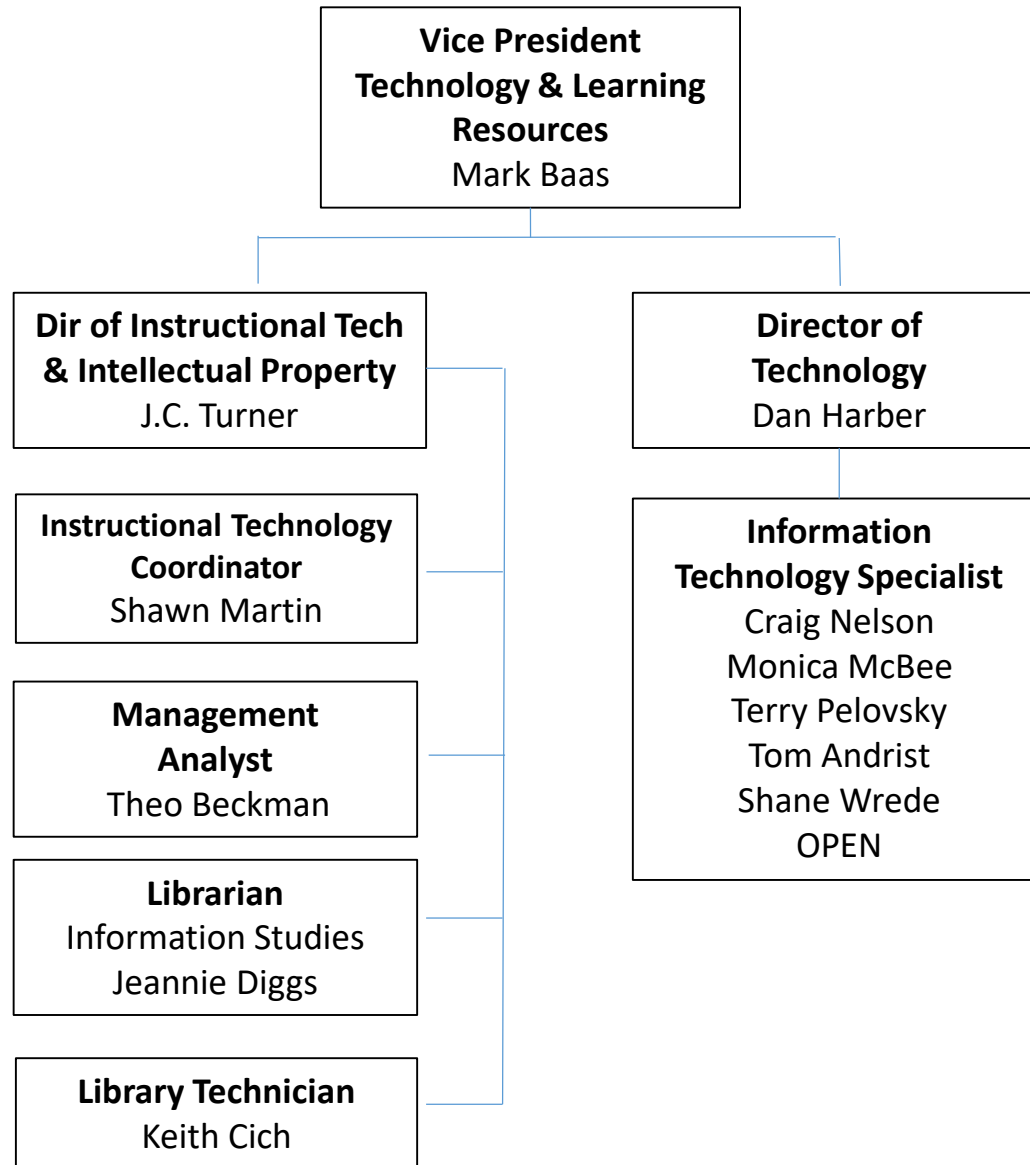 Vice President
Technology & Learning
Resources
Mark Baas
Dir of Instructional Tech
& Intellectual Property
J.C. Turner
Director of
Technology
Dan Harber
Instructional Technology
Coordinator
Shawn Martin
Information
Technology Specialist
Craig Nelson
Monica McBee
Terry Pelovsky
Tom Andrist
Shane Wrede
OPEN
Management
Analyst
Theo Beckman
Librarian
Information Studies
Jeannie Diggs
Library Technician
Keith Cich